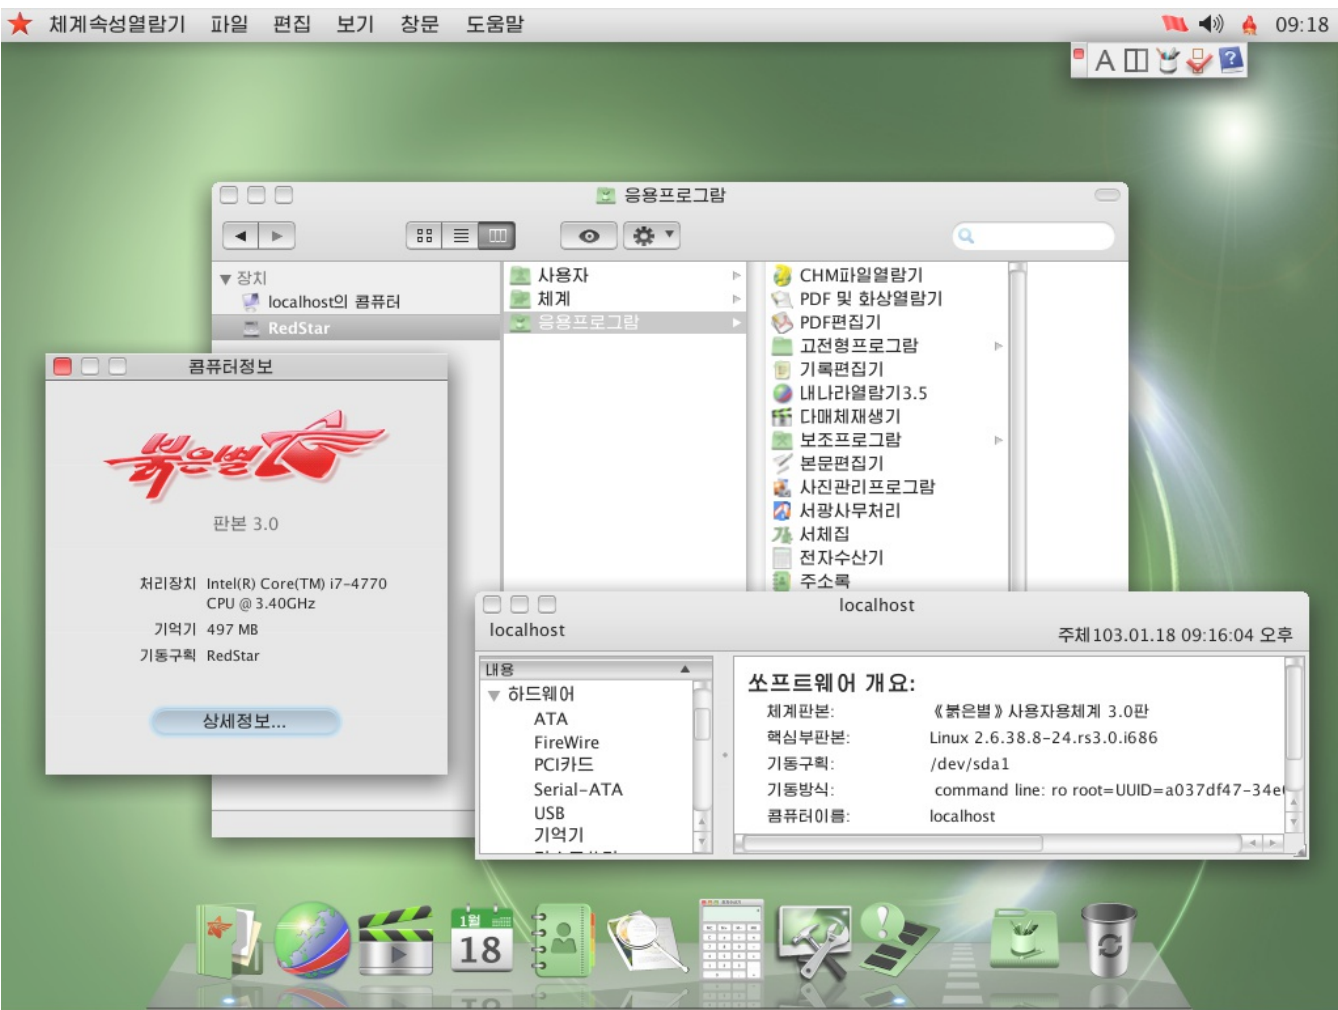 체계속성열람기 파일 편집 보기 창문 도움말 09:18
A
응용프로그람
장치
localhost의 콤퓨터
RedStar
사용자
체계
응용프로그람
CHM파일열람기
PDF 및 화상열람기
PDF편집기
고전형프로그람
기록편집기
내나라열람기3.5
다매체재생기
보조프로그람
본문편집기
사진관리프로그람
서광사무처리
서체집
전자수산기
주소록
콤퓨터정보
붉은별
판본 3.0
처리장치 Intel(R) Core(TM) i7-4770
CPU @ 3.40GHz
기억기 497 MB
기동구획 RedStar
상세정보...
localhost
localhost
주체103.01.18 09:16:04 오후
내용
하드웨어
ATA
FireWire
PCI카드
Serial-ATA
USB
기억기
쏘프트웨어 개요:
체계판본: 《붉은별》사용자용체계 3.0판
핵심부판본: Linux 2.6.38.8-24.rs3.0.i686
기동구획: /dev/sda1
기동방식: command line: ro root=UUID=a037df47-34e
콤퓨터이름: localhost
1월
18